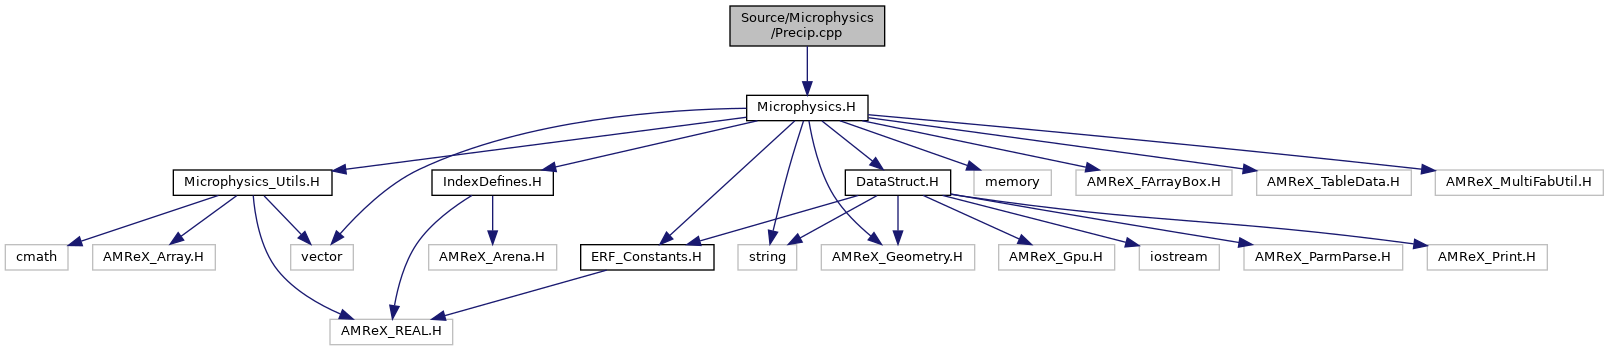 Source/Microphysics
/Precip.cpp
Microphysics.H
Microphysics_Utils.H
IndexDefines.H
DataStruct.H
memory
AMReX_FArrayBox.H
AMReX_TableData.H
AMReX_MultiFabUtil.H
cmath
AMReX_Array.H
vector
AMReX_Arena.H
ERF_Constants.H
string
AMReX_Geometry.H
AMReX_Gpu.H
iostream
AMReX_ParmParse.H
AMReX_Print.H
AMReX_REAL.H